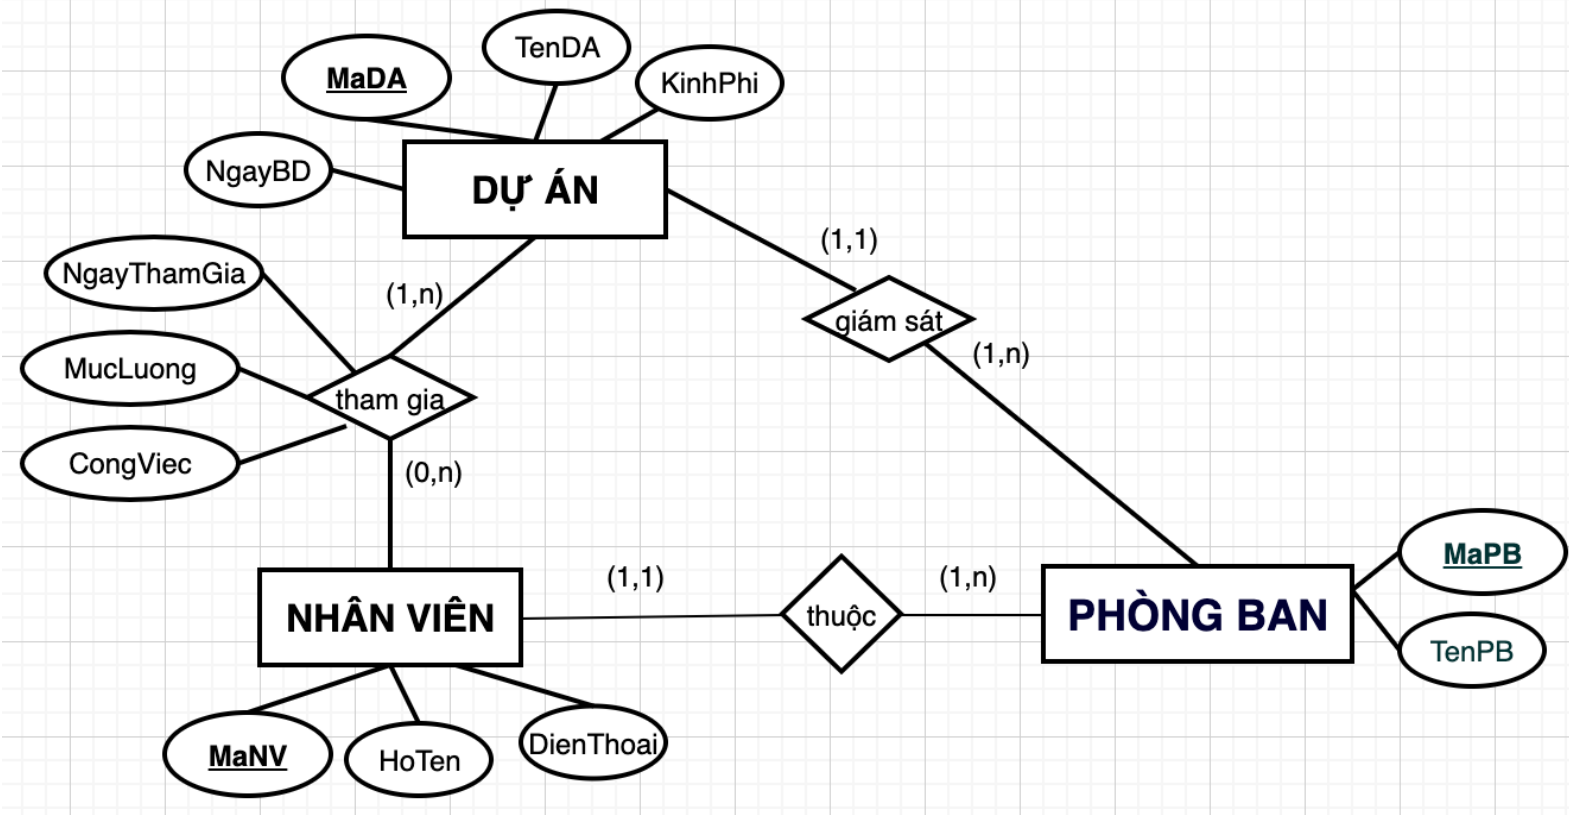 TenDA
MaDA
KinhPhi
NgayBD
DỰ ÁN
(1,1)
NgayThamGia
(1,n)
giám sát
(1,n)
MucLuong
tham gia
CongViec
(0,n)
MaPB
(1,1)
(1,n)
NHÂN VIÊN
thuộc
PHÒNG BAN
TenPB
MaNV
HoTen
DienThoai